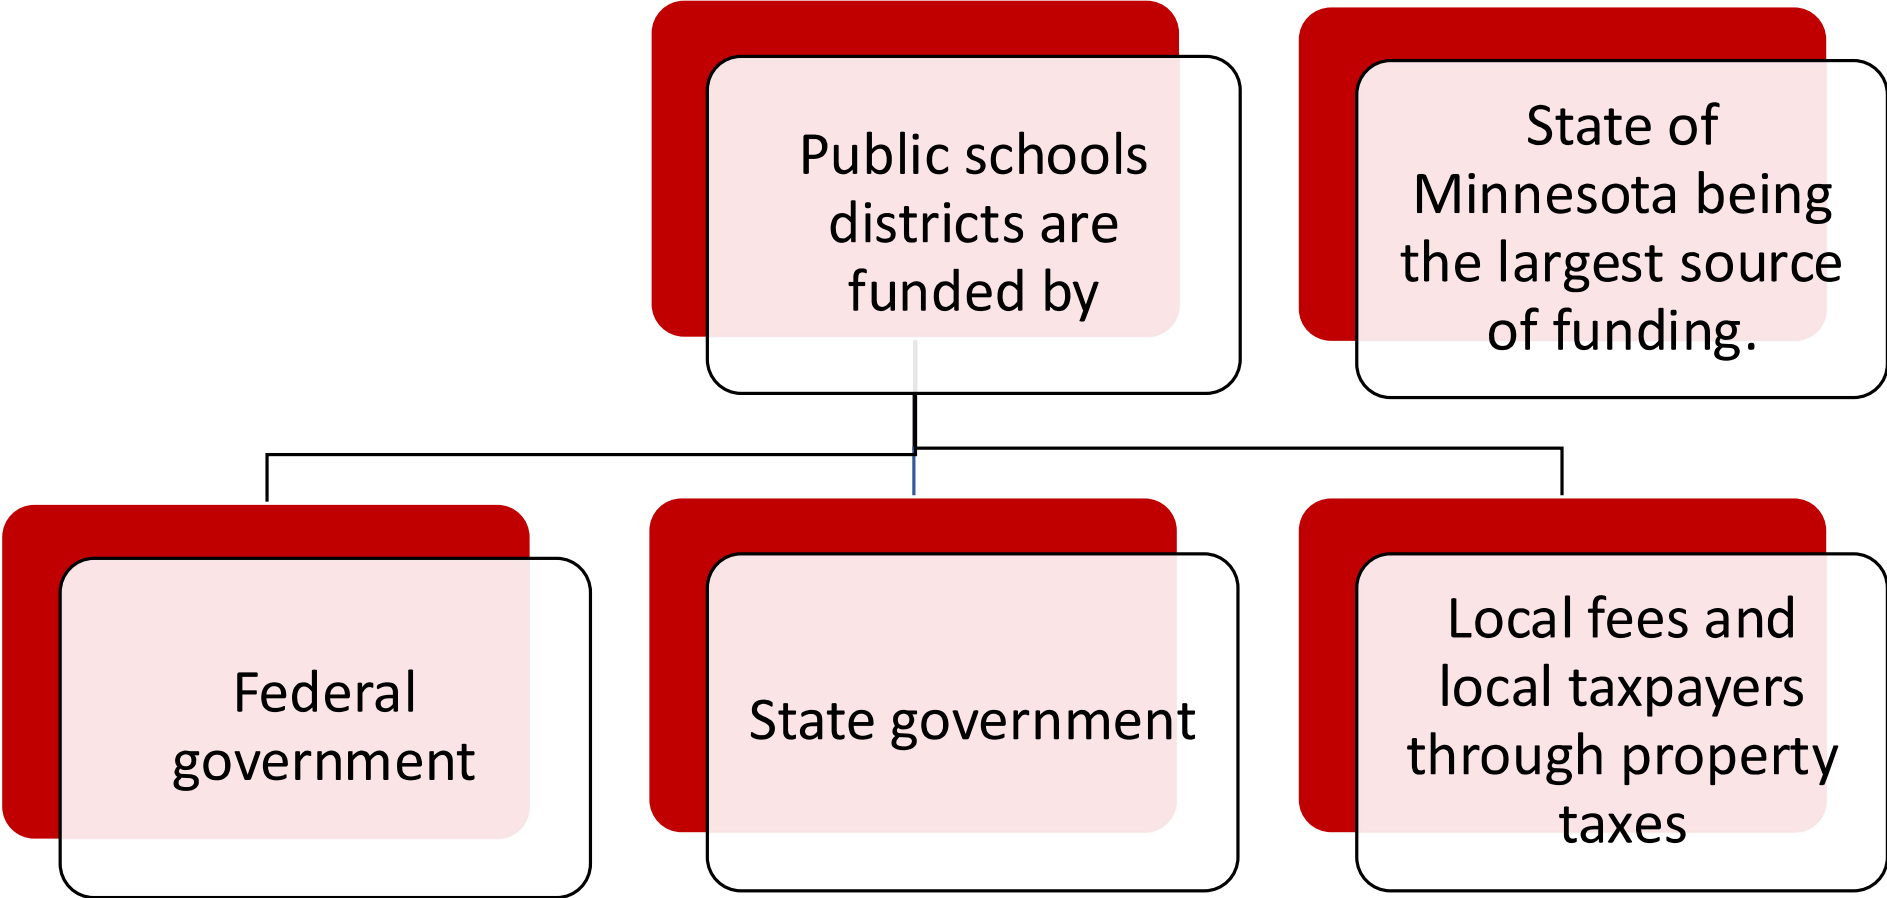 Public schools
districts are
funded by
State of
Minnesota being
the largest source
of funding.
Federal
government
State government
Local fees and
local taxpayers
through property
taxes